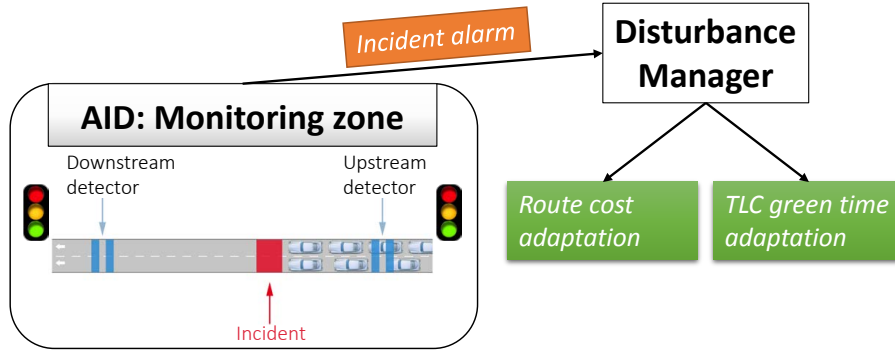 Incident alarm
Disturbance
Manager
AID: Monitoring zone
Downstream
detector
Upstream
detector
Incident
Route cost
adaptation
TLC green time
adaptation